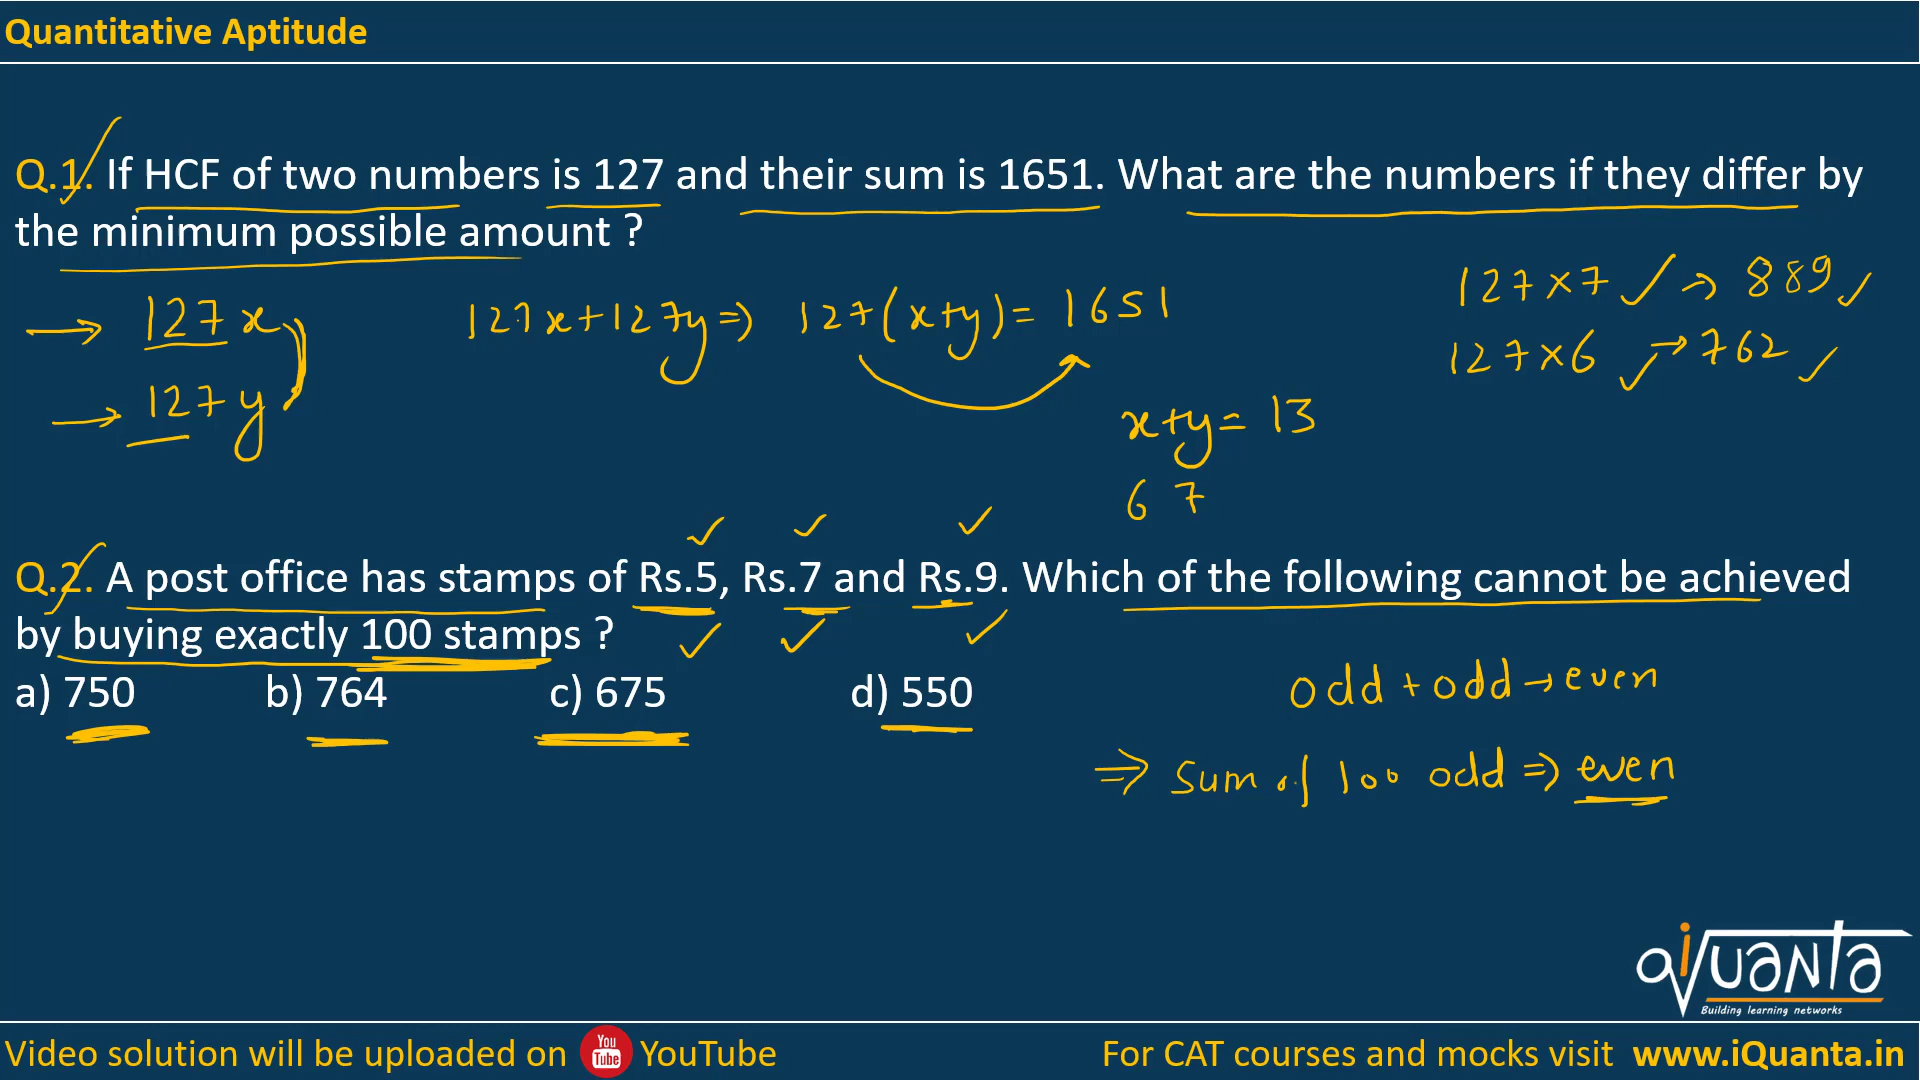 Quantitative Aptitude
Q.1. If HCF of two numbers is 127 and their sum is 1651. What are the numbers if they differ by
the minimum possible amount ?
→ 127x
→ 127y
127x+127y ⇒ 127(x+y) = 1651
x+y = 13
6 7
127×7 ✓ → 889 ✓
127×6 ✓ → 762 ✓
Q.2. A post office has stamps of Rs.5, Rs.7 and Rs.9. Which of the following cannot be achieved
by buying exactly 100 stamps ?
a) 750 b) 764 c) 675 d) 550
odd + odd → even
⇒ Sum of 100 odd ⇒ even
iQuanta
Building learning networks
Video solution will be uploaded on You Tube YouTube
For CAT courses and mocks visit www.iQuanta.in